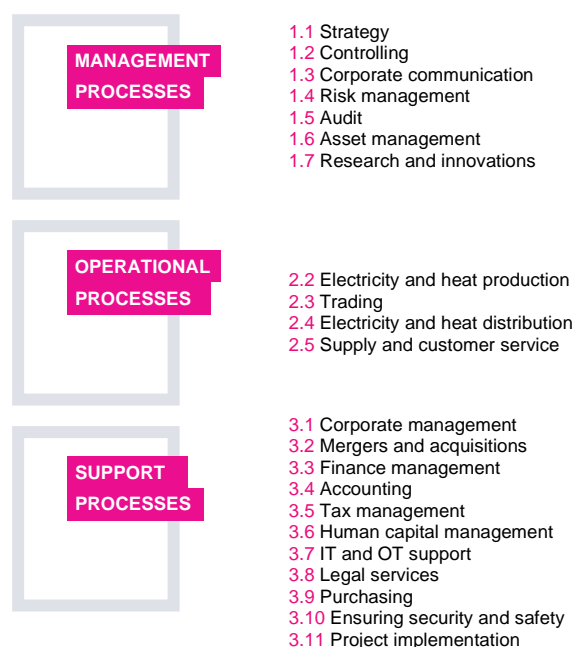 MANAGEMENT
PROCESSES
1.1 Strategy
1.2 Controlling
1.3 Corporate communication
1.4 Risk management
1.5 Audit
1.6 Asset management
1.7 Research and innovations
OPERATIONAL
PROCESSES
2.2 Electricity and heat production
2.3 Trading
2.4 Electricity and heat distribution
2.5 Supply and customer service
SUPPORT
PROCESSES
3.1 Corporate management
3.2 Mergers and acquisitions
3.3 Finance management
3.4 Accounting
3.5 Tax management
3.6 Human capital management
3.7 IT and OT support
3.8 Legal services
3.9 Purchasing
3.10 Ensuring security and safety
3.11 Project implementation